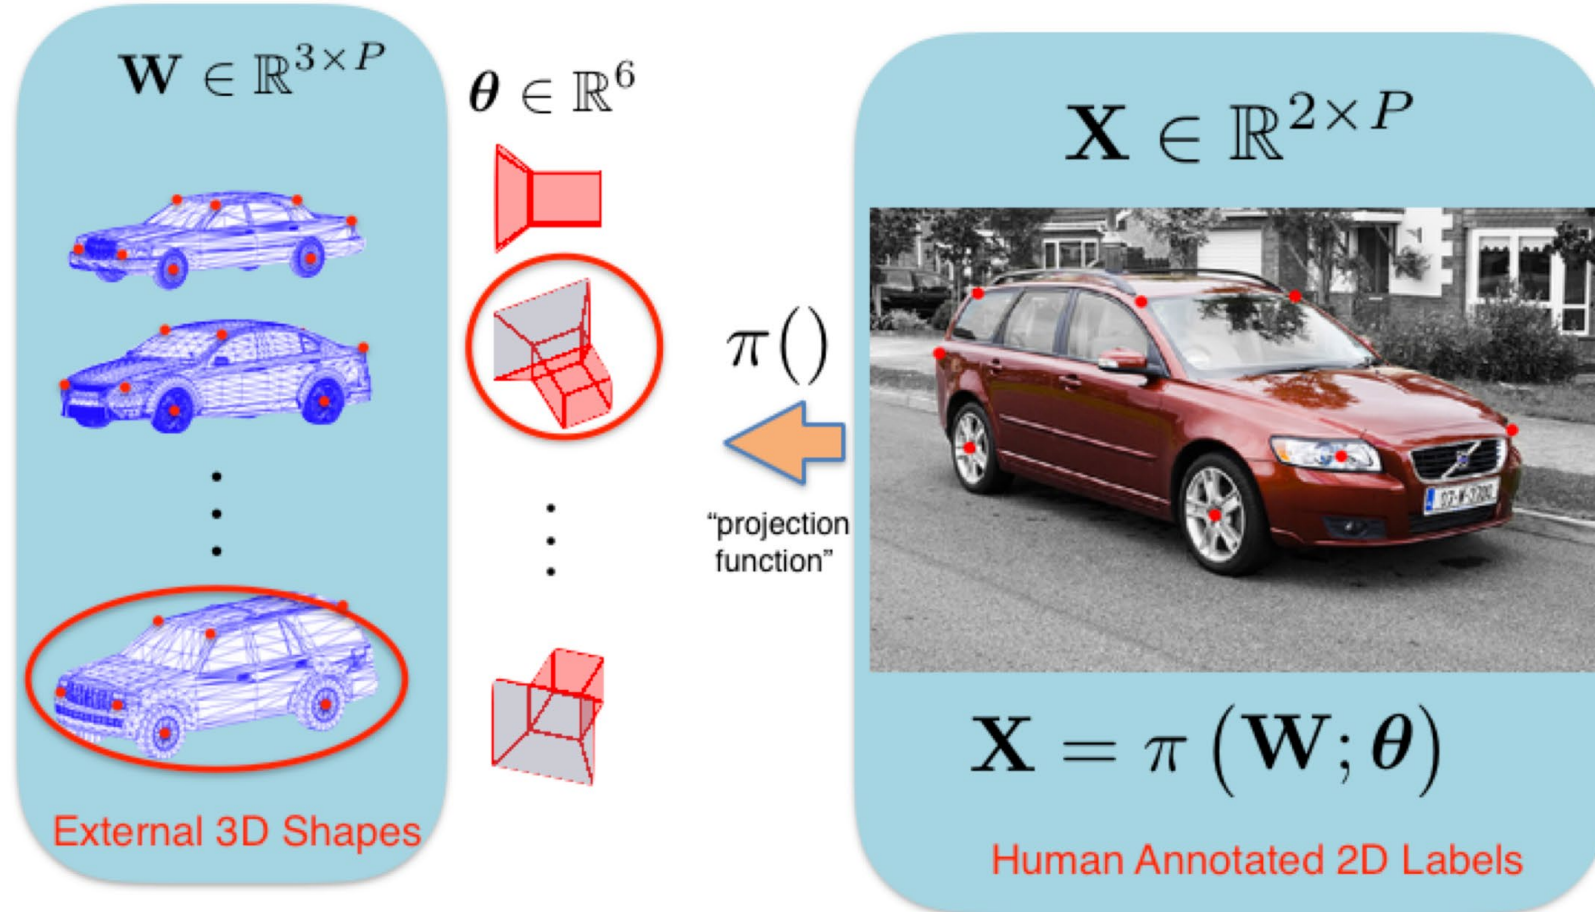 W ∈ ℝ^{3×P}
θ ∈ ℝ^6
X ∈ ℝ^{2×P}
π()
“projection
function”
X = π (W; θ)
External 3D Shapes
Human Annotated 2D Labels